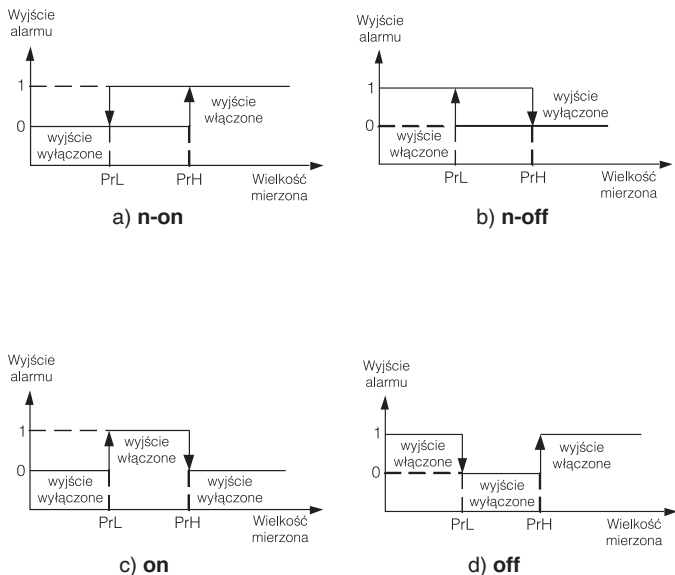 Wyjście
alarmu
1
0
wyjście
włączone
wyjście
wyłączone
PrL
PrH
Wielkość
mierzona
a) n-on
Wyjście
alarmu
1
0
wyjście
wyłączone
wyjście
włączone
PrL
PrH
Wielkość
mierzona
b) n-off
Wyjście
alarmu
1
0
wyjście
włączone
wyjście
wyłączone
wyjście
wyłączone
PrL
PrH
Wielkość
mierzona
c) on
Wyjście
alarmu
1
0
wyjście
włączone
wyjście
włączone
wyjście
wyłączone
PrL
PrH
Wielkość
mierzona
d) off